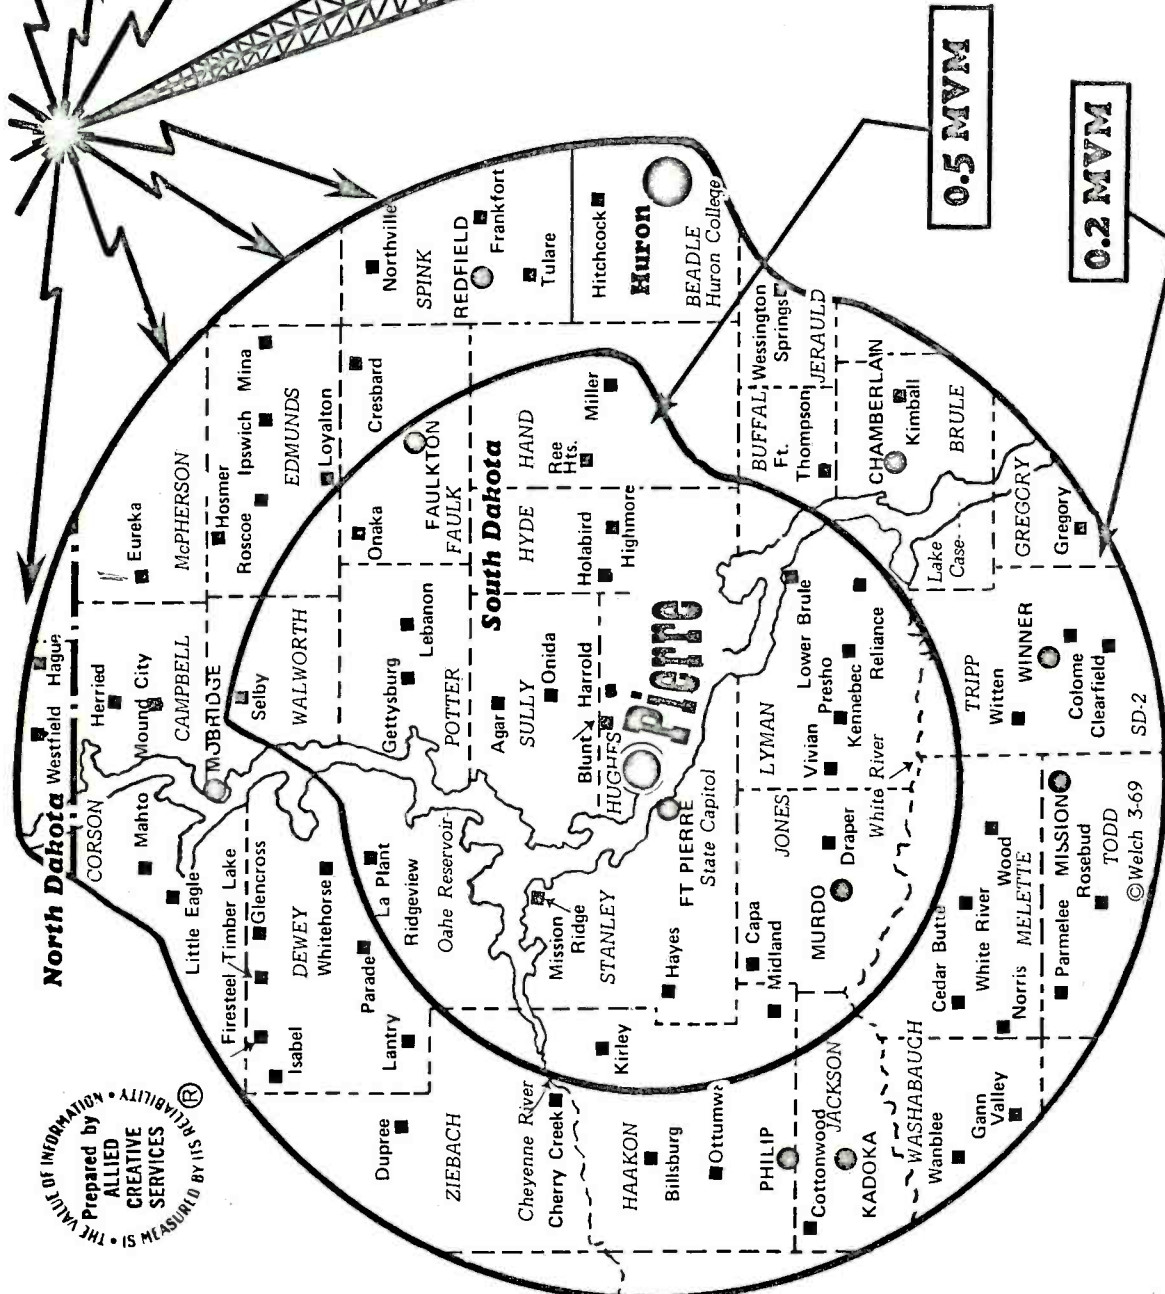 0.5 MVM
0.2 MVM
North Dakota
Westfield
Hague
Herried
Mound City
CAMPBELL
Eureka
McPHERSON
CORSON
Mahto
Little Eagle
MOBRIDGE
Selby
WALWORTH
Hosmer
Roscoe
Ipswich
Mina
EDMUNDS
Loyalton
Northville
SPINK
REDFIELD
Frankfort
Tulare
Hitchcock
Huron
BEADLE
Huron College
Firesteel
Timber Lake
Glencross
Isabel
DEWEY
Whitehorse
Parade
Lantry
La Plant
Ridgeview
Oahe Reservoir
Gettysburg
Lebanon
POTTER
Onaka
Cresbard
FAULKTON
FAULK
South Dakota
Agar
SULLY
Onida
HYDE
HAND
Ree
Hts.
Miller
Holabird
Highmore
Blunt
Harrold
HUGHES
Pierre
FT PIERRE
State Capitol
Mission
Ridge
STANLEY
Hayes
Kirley
Dupree
ZIEBACH
Cheyenne River
Cherry Creek
HAAKON
Billsburg
Ottumwa
PHILIP
Capa
Midland
JONES
MURDO
Draper
LYMAN
Vivian
Presho
Kennebec
Lower Brule
Reliance
White River
BUFFAL
Ft.
Thompson
Wessington
Springs
JERAULD
CHAMBERLAIN
Kimball
BRULE
Lake
Case
GREGORY
Gregory
TRIPP
Witten
WINNER
Colome
Clearfield
SD-2
Cottonwood
JACKSON
KADOKA
WASHABAUGH
Wanblee
Gann
Valley
Cedar Butte
White River
Wood
Norris
MELETTE
Parmelee
MISSION
Rosebud
TODD
©Welch 3-69
THE VALUE OF INFORMATION • IS MEASURED BY ITS RELIABILITY •
Prepared by
ALLIED
CREATIVE
SERVICES
®